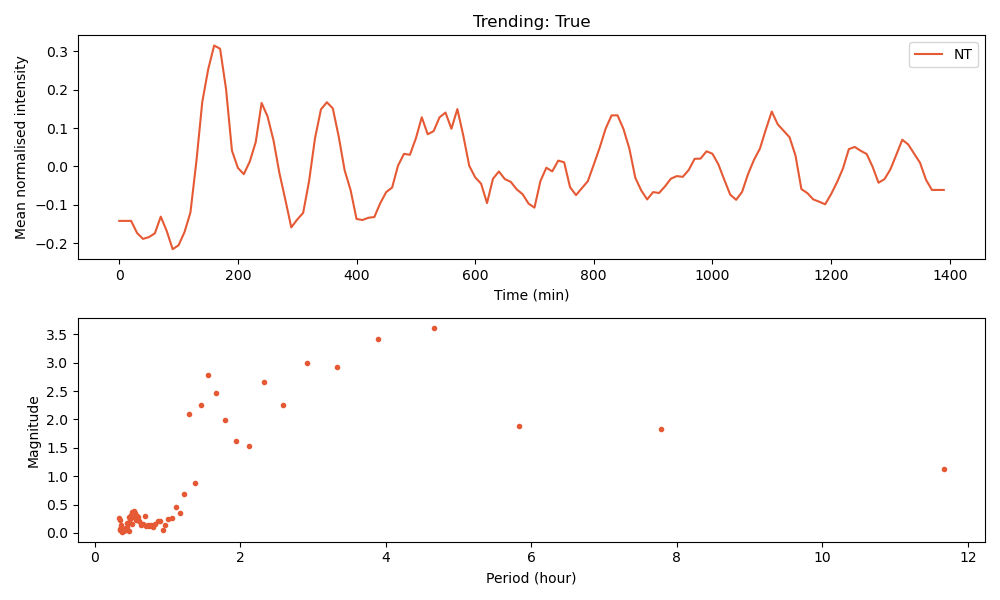 Trending: True
NT
Mean normalised intensity
0.3
0.2
0.1
0.0
−0.1
−0.2
0 200 400 600 800 1000 1200 1400
Time (min)
Magnitude
3.5
3.0
2.5
2.0
1.5
1.0
0.5
0.0
0 2 4 6 8 10 12
Period (hour)